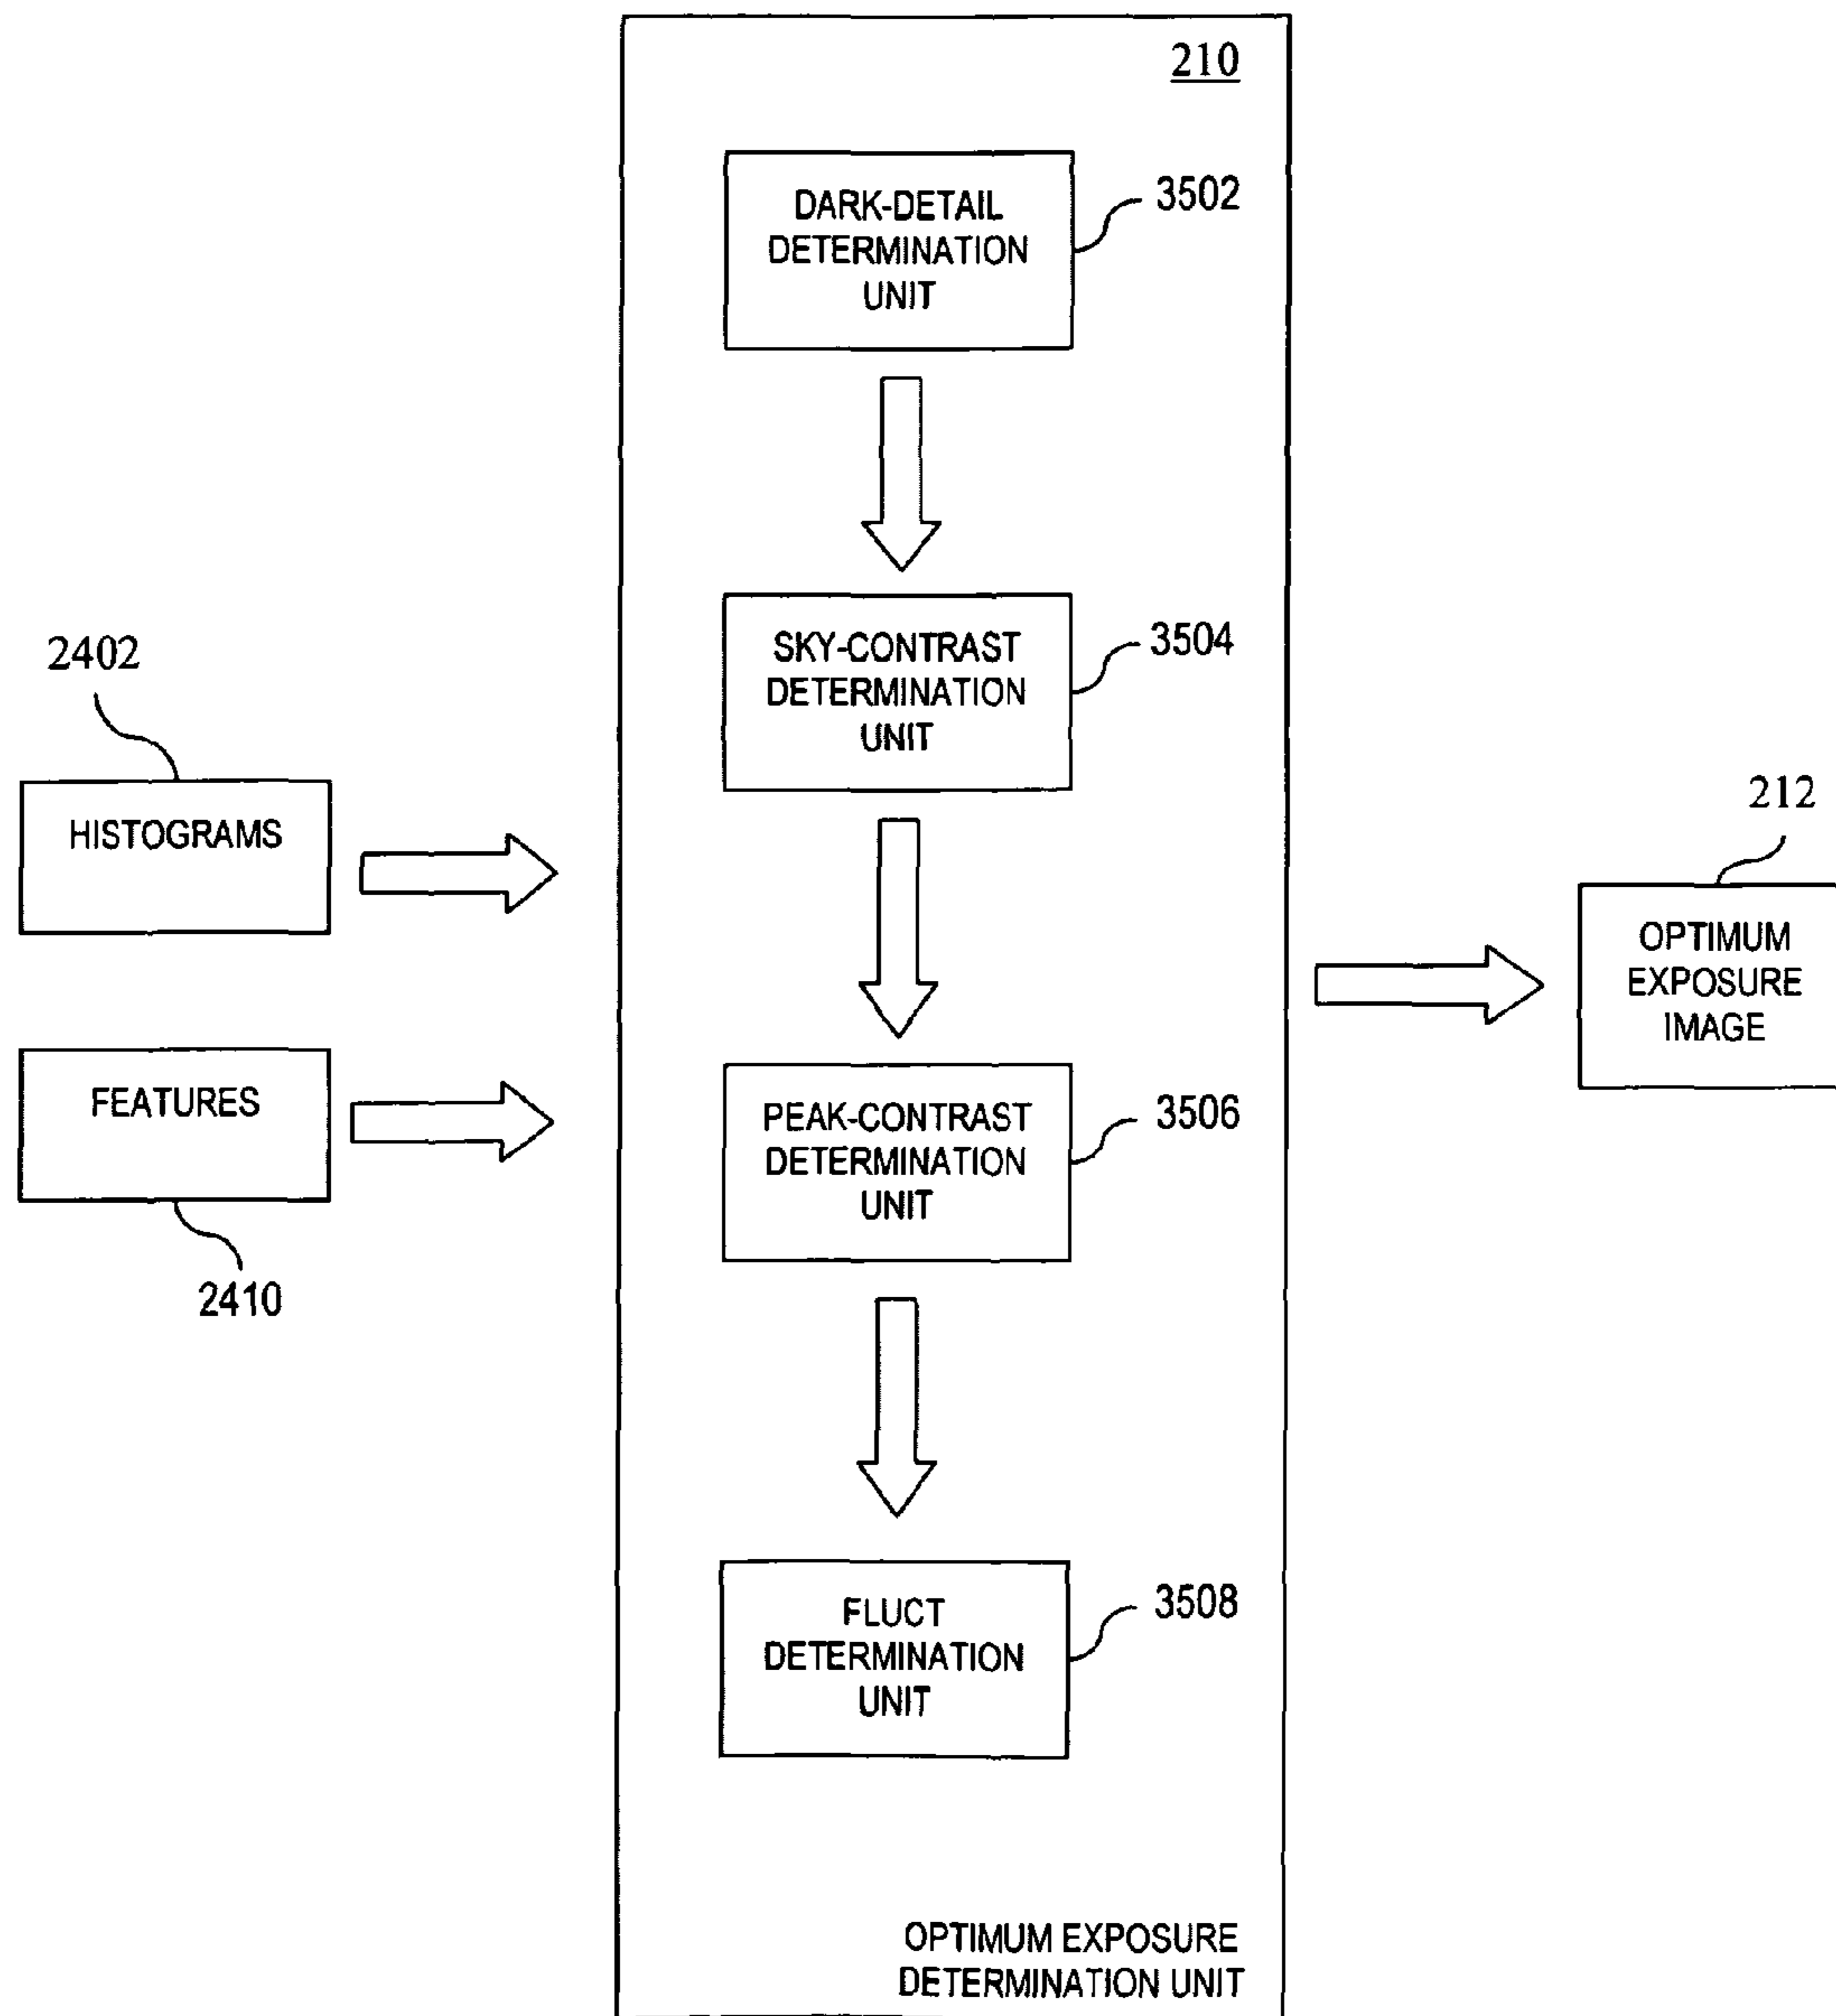 210
DARK-DETAIL
DETERMINATION
UNIT
3502
SKY-CONTRAST
DETERMINATION
UNIT
3504
2402
HISTOGRAMS
212
OPTIMUM
EXPOSURE
IMAGE
FEATURES
2410
PEAK-CONTRAST
DETERMINATION
UNIT
3506
FLUCT
DETERMINATION
UNIT
3508
OPTIMUM EXPOSURE
DETERMINATION UNIT